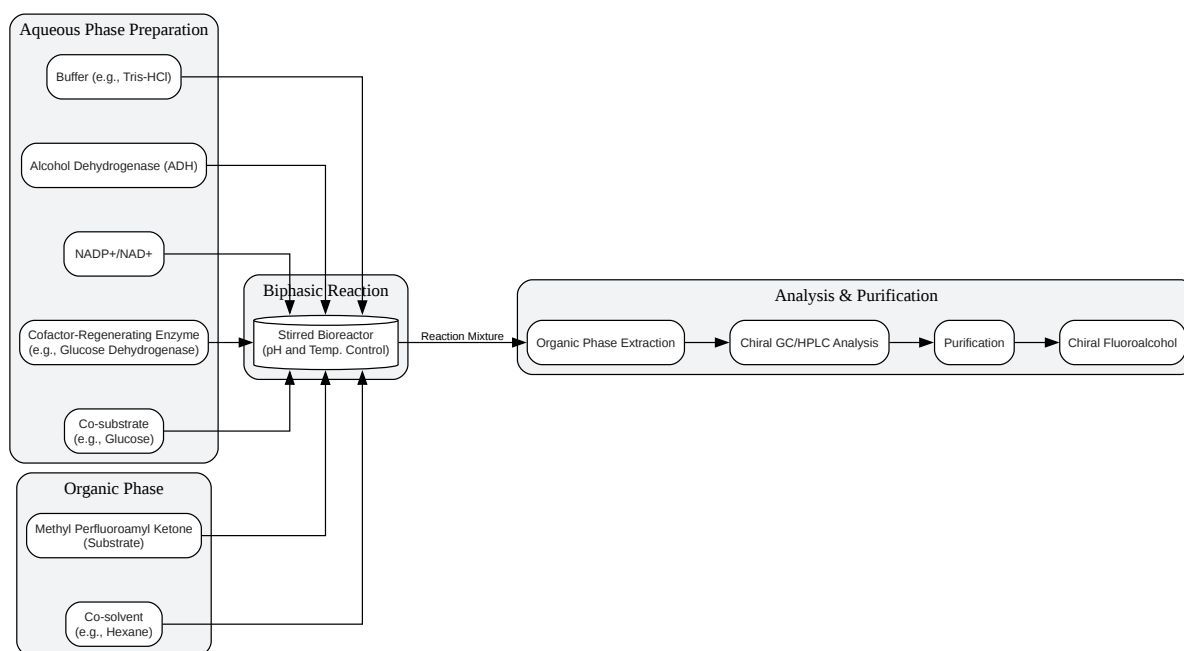 Aqueous Phase Preparation
Buffer (e.g., Tris-HCl)
Alcohol Dehydrogenase (ADH)
NADP+/NAD+
Cofactor-Regenerating Enzyme
(e.g., Glucose Dehydrogenase)
Co-substrate
(e.g., Glucose)
Organic Phase
Methyl Perfluoroamyl Ketone
(Substrate)
Co-solvent
(e.g., Hexane)
Biphasic Reaction
Stirred Bioreactor
(pH and Temp. Control)
Reaction Mixture
Analysis & Purification
Organic Phase Extraction
Chiral GC/HPLC Analysis
Purification
Chiral Fluoroalcohol